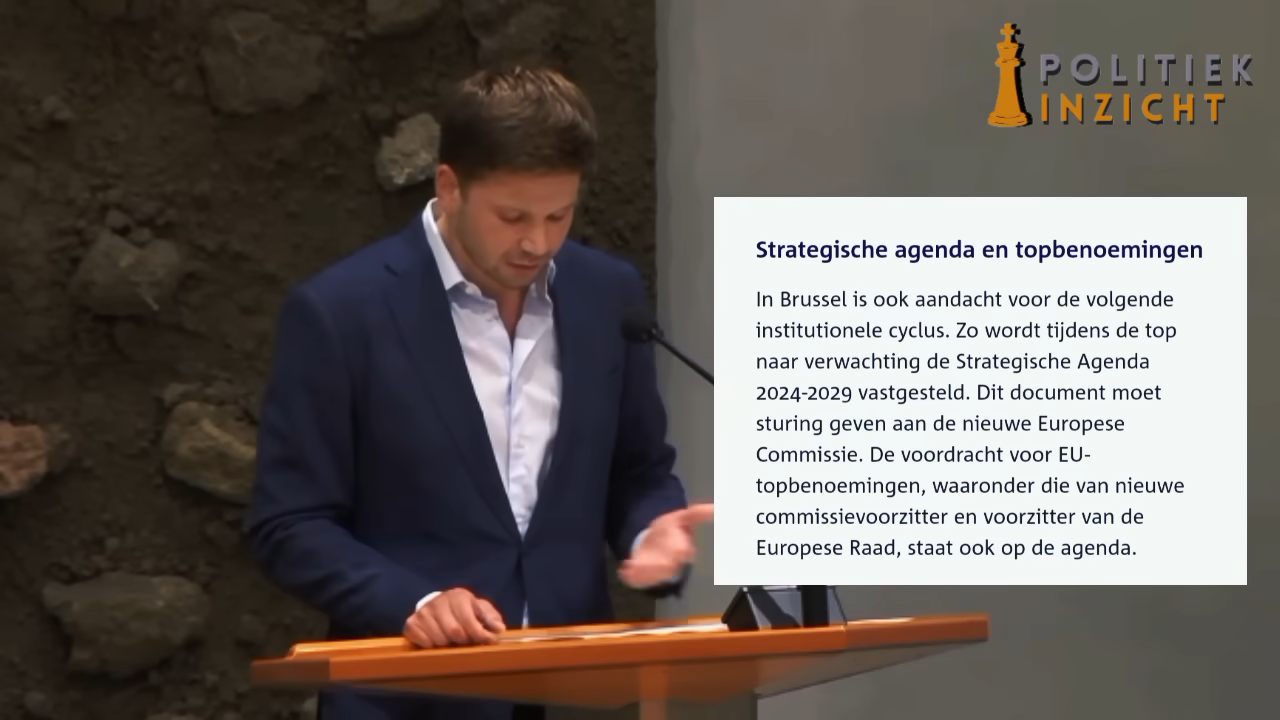 POLITIEK
INZICHT
Strategische agenda en topbenoemingen
In Brussel is ook aandacht voor de volgende
institutionele cyclus. Zo wordt tijdens de top
naar verwachting de Strategische Agenda
2024-2029 vastgesteld. Dit document moet
sturing geven aan de nieuwe Europese
Commissie. De voordracht voor EU-
topbenoemingen, waaronder die van nieuwe
commissievoorzitter en voorzitter van de
Europese Raad, staat ook op de agenda.